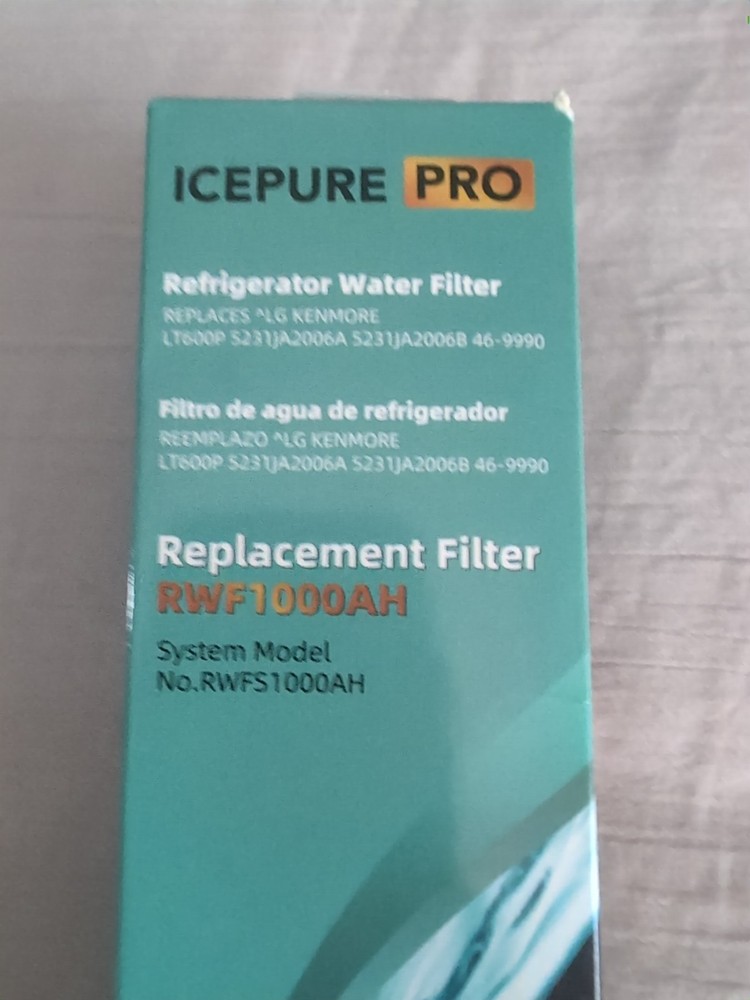 ICEPURE PRO
Refrigerator Water Filter
REPLACES ^LG KENMORE
LT600P 5231JA2006A 5231JA2006B 46-9990
Filtro de agua de refrigerador
REEMPLAZO ^LG KENMORE
LT600P 5231JA2006A 5231JA2006B 46-9990
Replacement Filter
RWF1000AH
System Model
No.RWFS1000AH